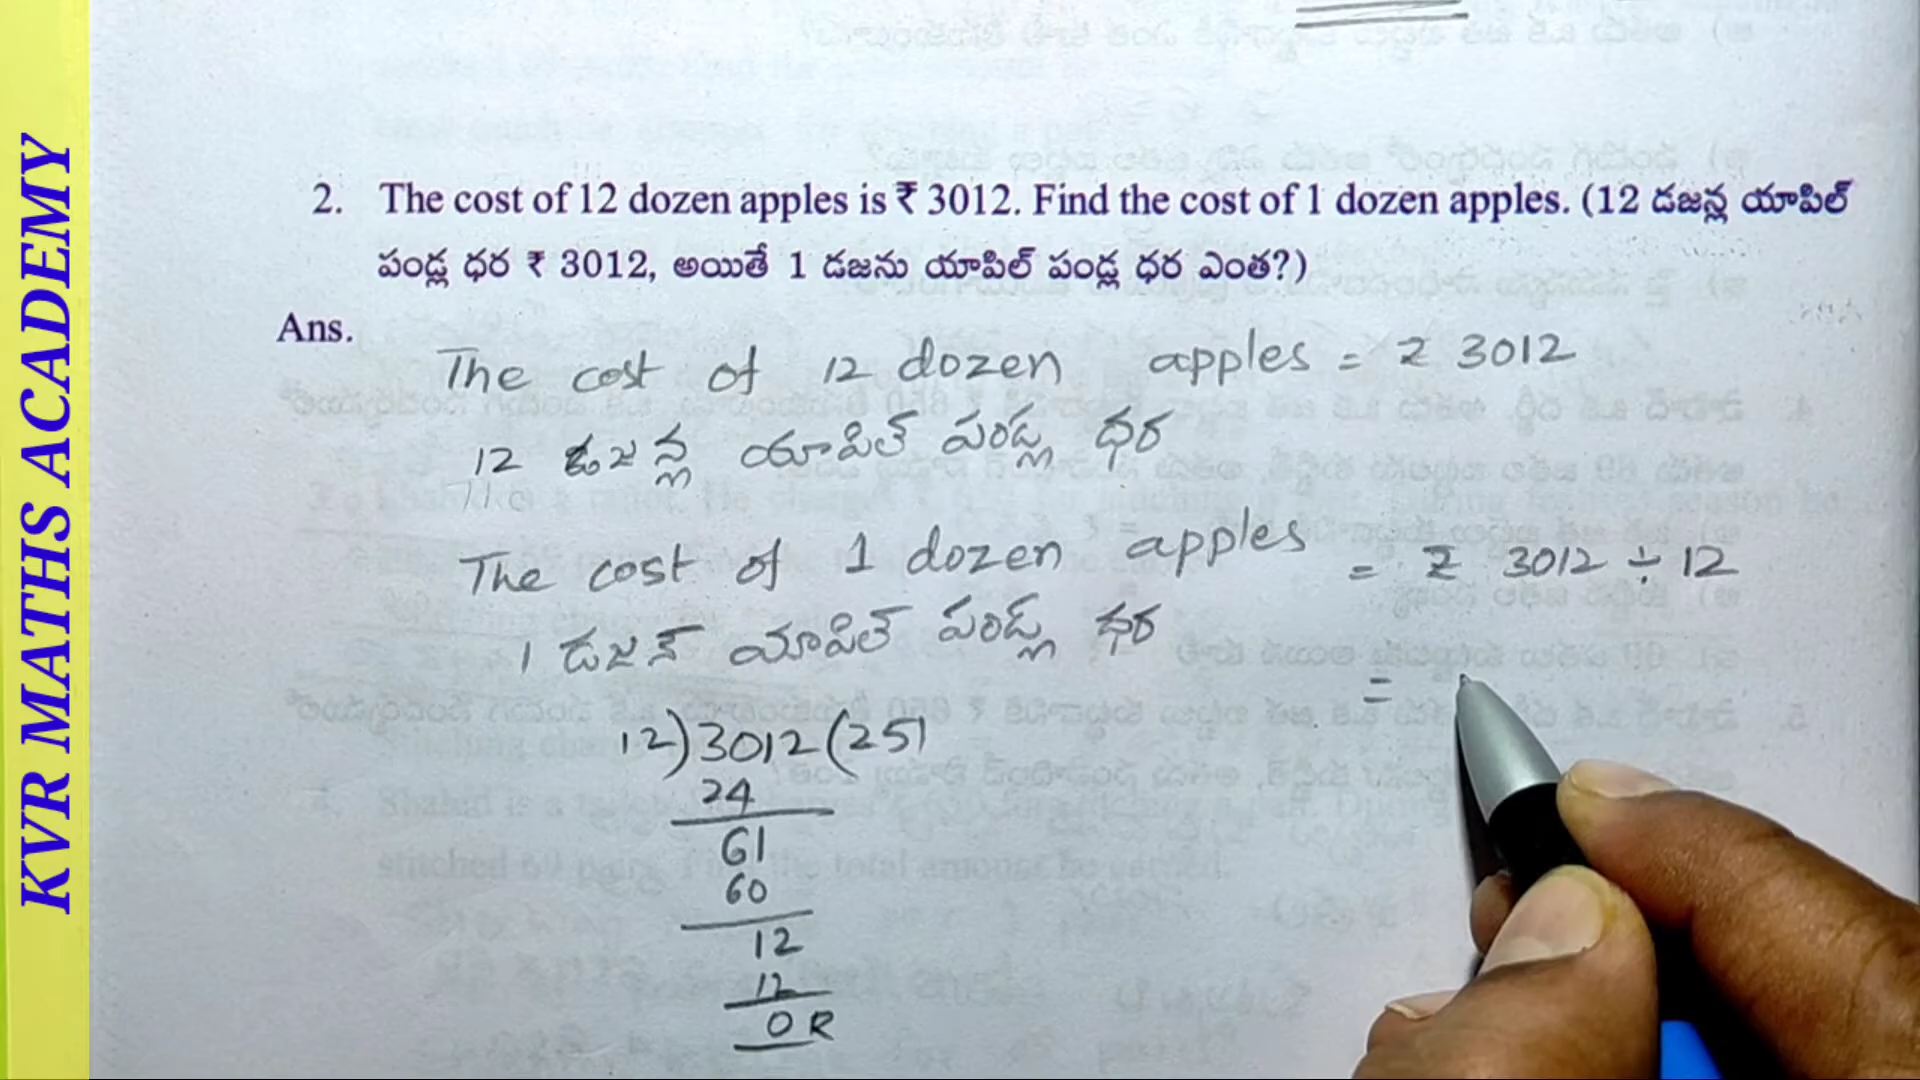 KVR MATHS ACADEMY
2. The cost of 12 dozen apples is ₹ 3012. Find the cost of 1 dozen apples. (12 డజన్ల యాపిల్
పండ్ల ధర ₹ 3012, అయితే 1 డజను యాపిల్ పండ్ల ధర ఎంత?)
Ans.
The cost of 12 dozen apples = ₹ 3012
12 డజన్ల యాపిల్ పండ్ల ధర
The cost of 1 dozen apples = ₹ 3012 ÷ 12
1 డజన్ యాపిల్ పండ్ల ధర
=
12)3012(251
24
61
60
12
12
0 R